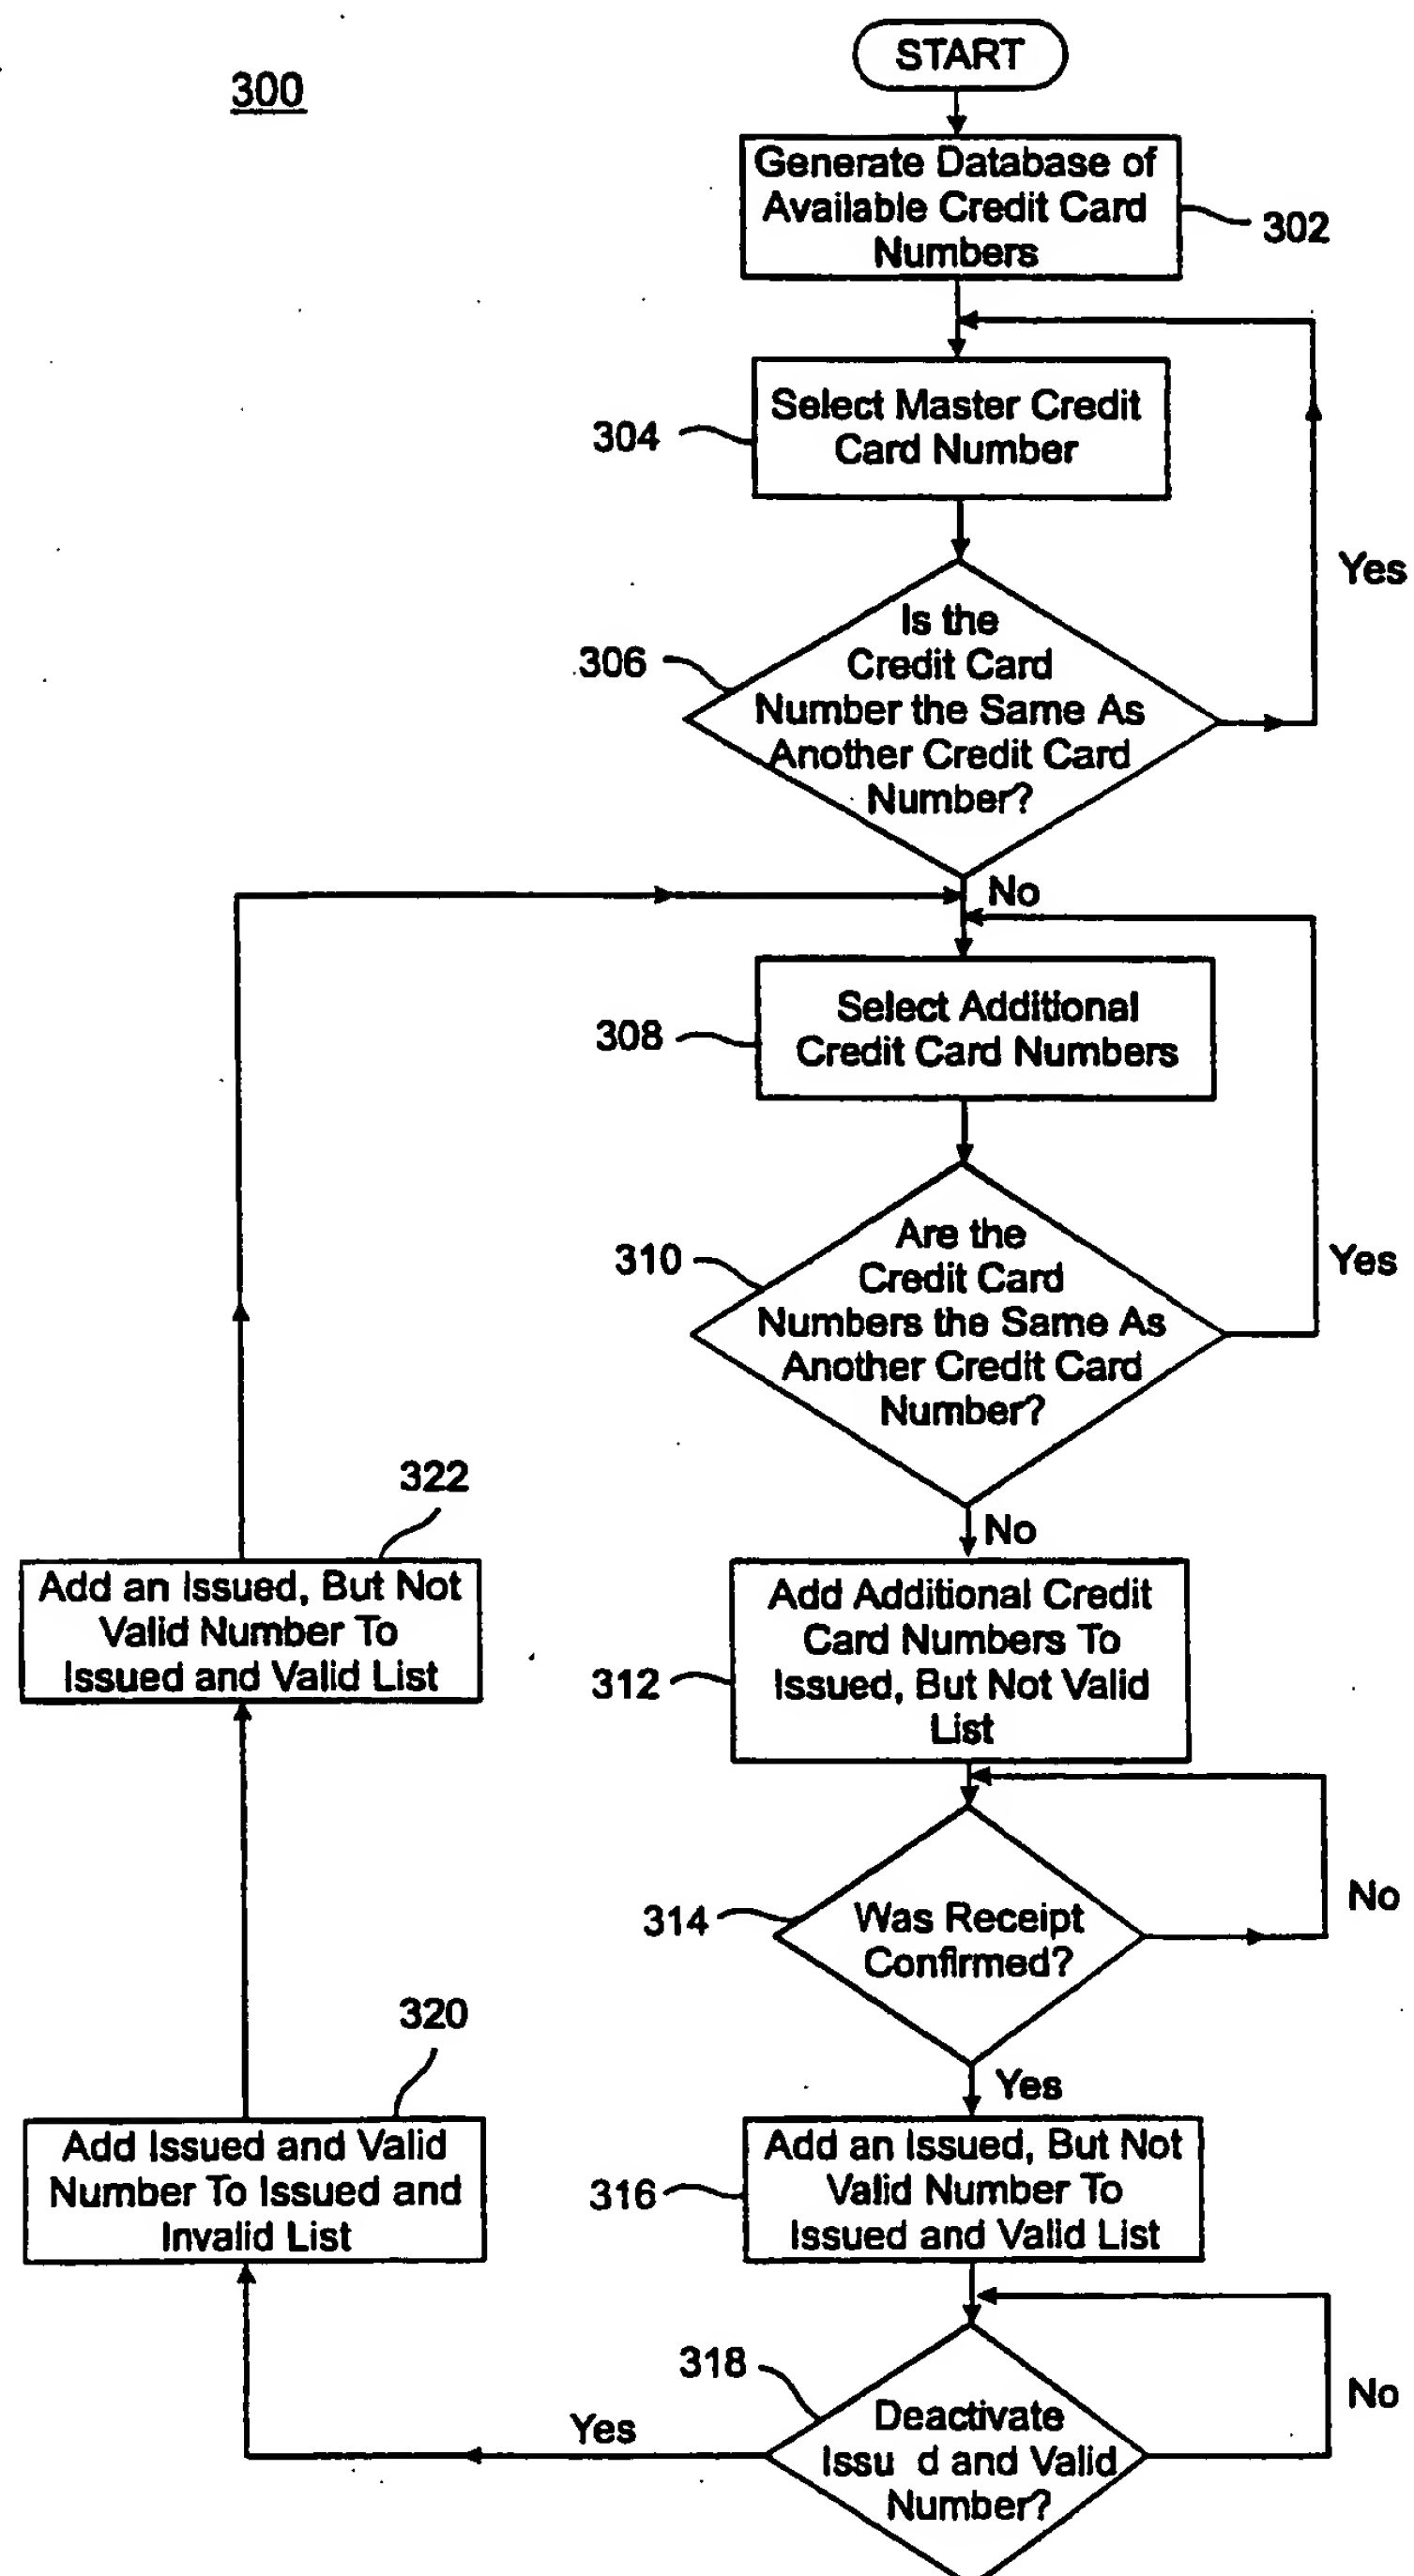 300
START
Generate Database of
Available Credit Card
Numbers
302
304
Select Master Credit
Card Number
Yes
306
Is the
Credit Card
Number the Same As
Another Credit Card
Number?
No
308
Select Additional
Credit Card Numbers
310
Are the
Credit Card
Numbers the Same As
Another Credit Card
Number?
Yes
No
322
Add an Issued, But Not
Valid Number To
Issued and Valid List
312
Add Additional Credit
Card Numbers To
Issued, But Not Valid
List
314
Was Receipt
Confirmed?
No
Yes
320
Add Issued and Valid
Number To Issued and
Invalid List
316
Add an Issued, But Not
Valid Number To
Issued and Valid List
318
Deactivate
Issu d and Valid
Number?
No
Yes